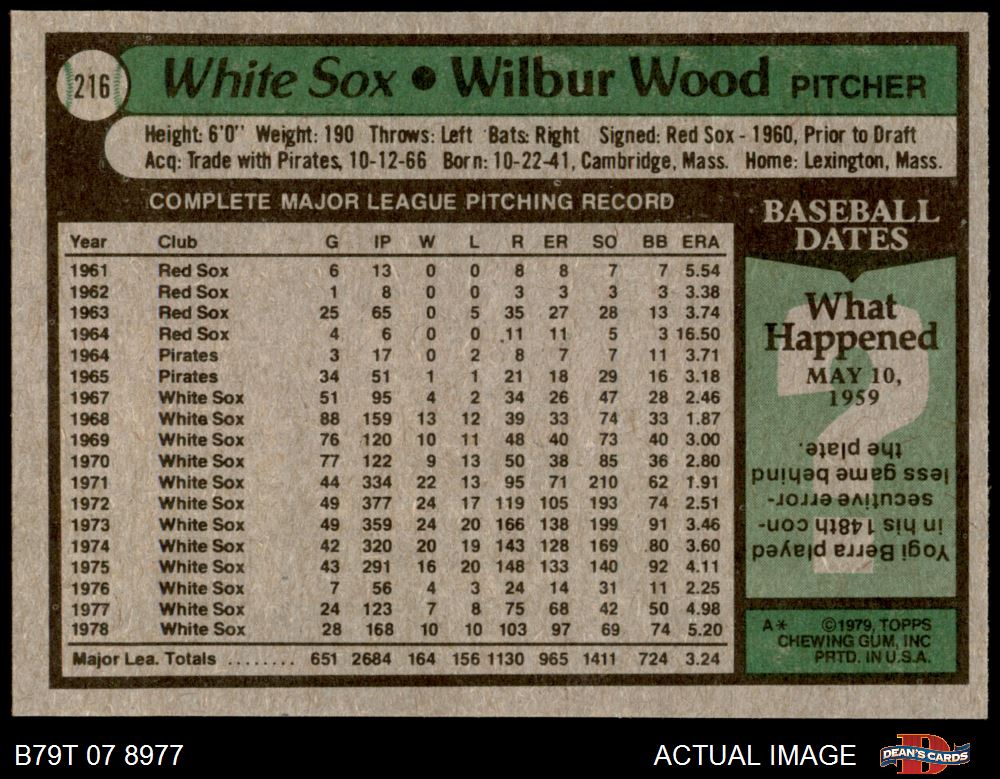 216 White Sox • Wilbur Wood PITCHER
Height: 6'0" Weight: 190 Throws: Left Bats: Right Signed: Red Sox - 1960, Prior to Draft
Acq: Trade with Pirates, 10-12-66 Born: 10-22-41, Cambridge, Mass. Home: Lexington, Mass.
COMPLETE MAJOR LEAGUE PITCHING RECORD
Year Club G IP W L R ER SO BB ERA
1961 Red Sox 6 13 0 0 8 8 7 7 5.54
1962 Red Sox 1 8 0 0 3 3 3 3 3.38
1963 Red Sox 25 65 0 5 35 27 28 13 3.74
1964 Red Sox 4 6 0 0 11 11 5 3 16.50
1964 Pirates 3 17 0 2 8 7 7 11 3.71
1965 Pirates 34 51 1 1 21 18 29 16 3.18
1967 White Sox 51 95 4 2 34 26 47 28 2.46
1968 White Sox 88 159 13 12 39 33 74 33 1.87
1969 White Sox 76 120 10 11 48 40 73 40 3.00
1970 White Sox 77 122 9 13 50 38 85 36 2.80
1971 White Sox 44 334 22 13 95 71 210 62 1.91
1972 White Sox 49 377 24 17 119 105 193 74 2.51
1973 White Sox 49 359 24 20 166 138 199 91 3.46
1974 White Sox 42 320 20 19 143 128 169 80 3.60
1975 White Sox 43 291 16 20 148 133 140 92 4.11
1976 White Sox 7 56 4 3 24 14 31 11 2.25
1977 White Sox 24 123 7 8 75 68 42 50 4.98
1978 White Sox 28 168 10 10 103 97 69 74 5.20
Major Lea. Totals ........ 651 2684 164 156 1130 965 1411 724 3.24
BASEBALL
DATES
What
Happened
MAY 10,
1959
?
Yogi Berra played
in his 148th con-
secutive error-
less game behind
the plate.
A* ©1979, TOPPS
CHEWING GUM, INC
PRTD. IN U.S.A.
B79T 07 8977
ACTUAL IMAGE
D
DEAN'S CARDS